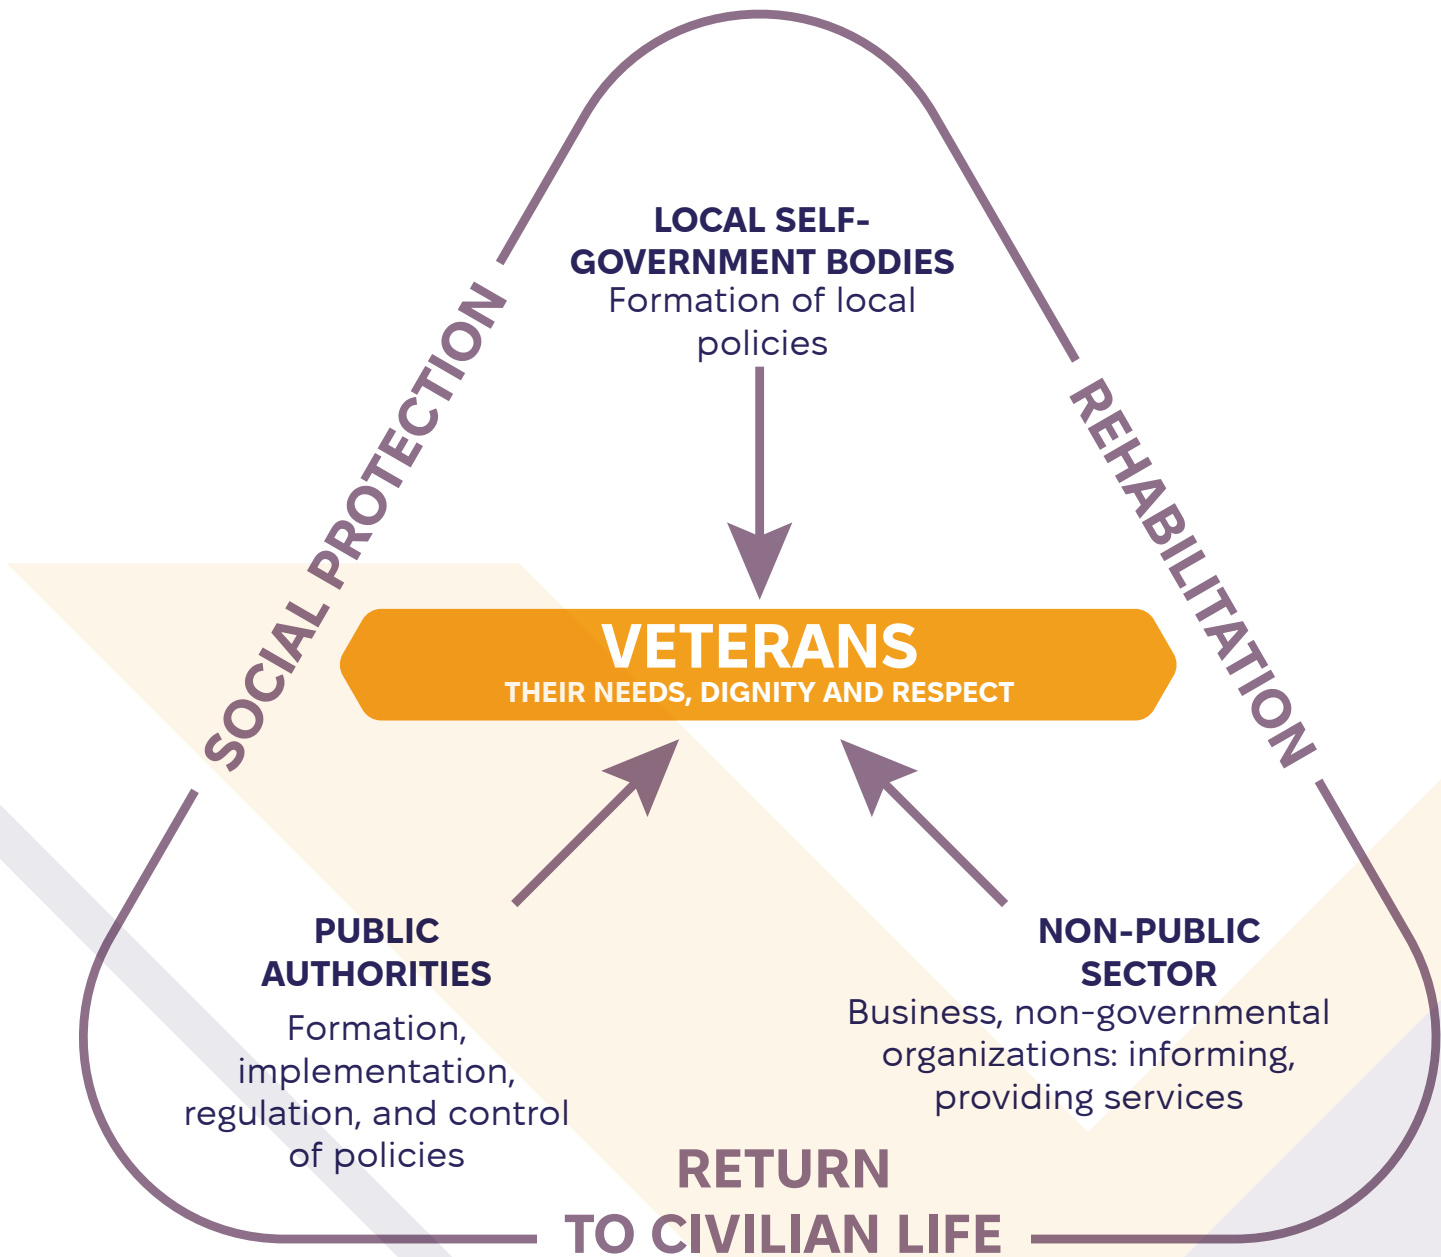 LOCAL SELF-
GOVERNMENT BODIES
Formation of local
policies
SOCIAL PROTECTION
REHABILITATION
VETERANS
THEIR NEEDS, DIGNITY AND RESPECT
PUBLIC
AUTHORITIES
Formation,
implementation,
regulation, and control
of policies
NON-PUBLIC
SECTOR
Business, non-governmental
organizations: informing,
providing services
RETURN
TO CIVILIAN LIFE